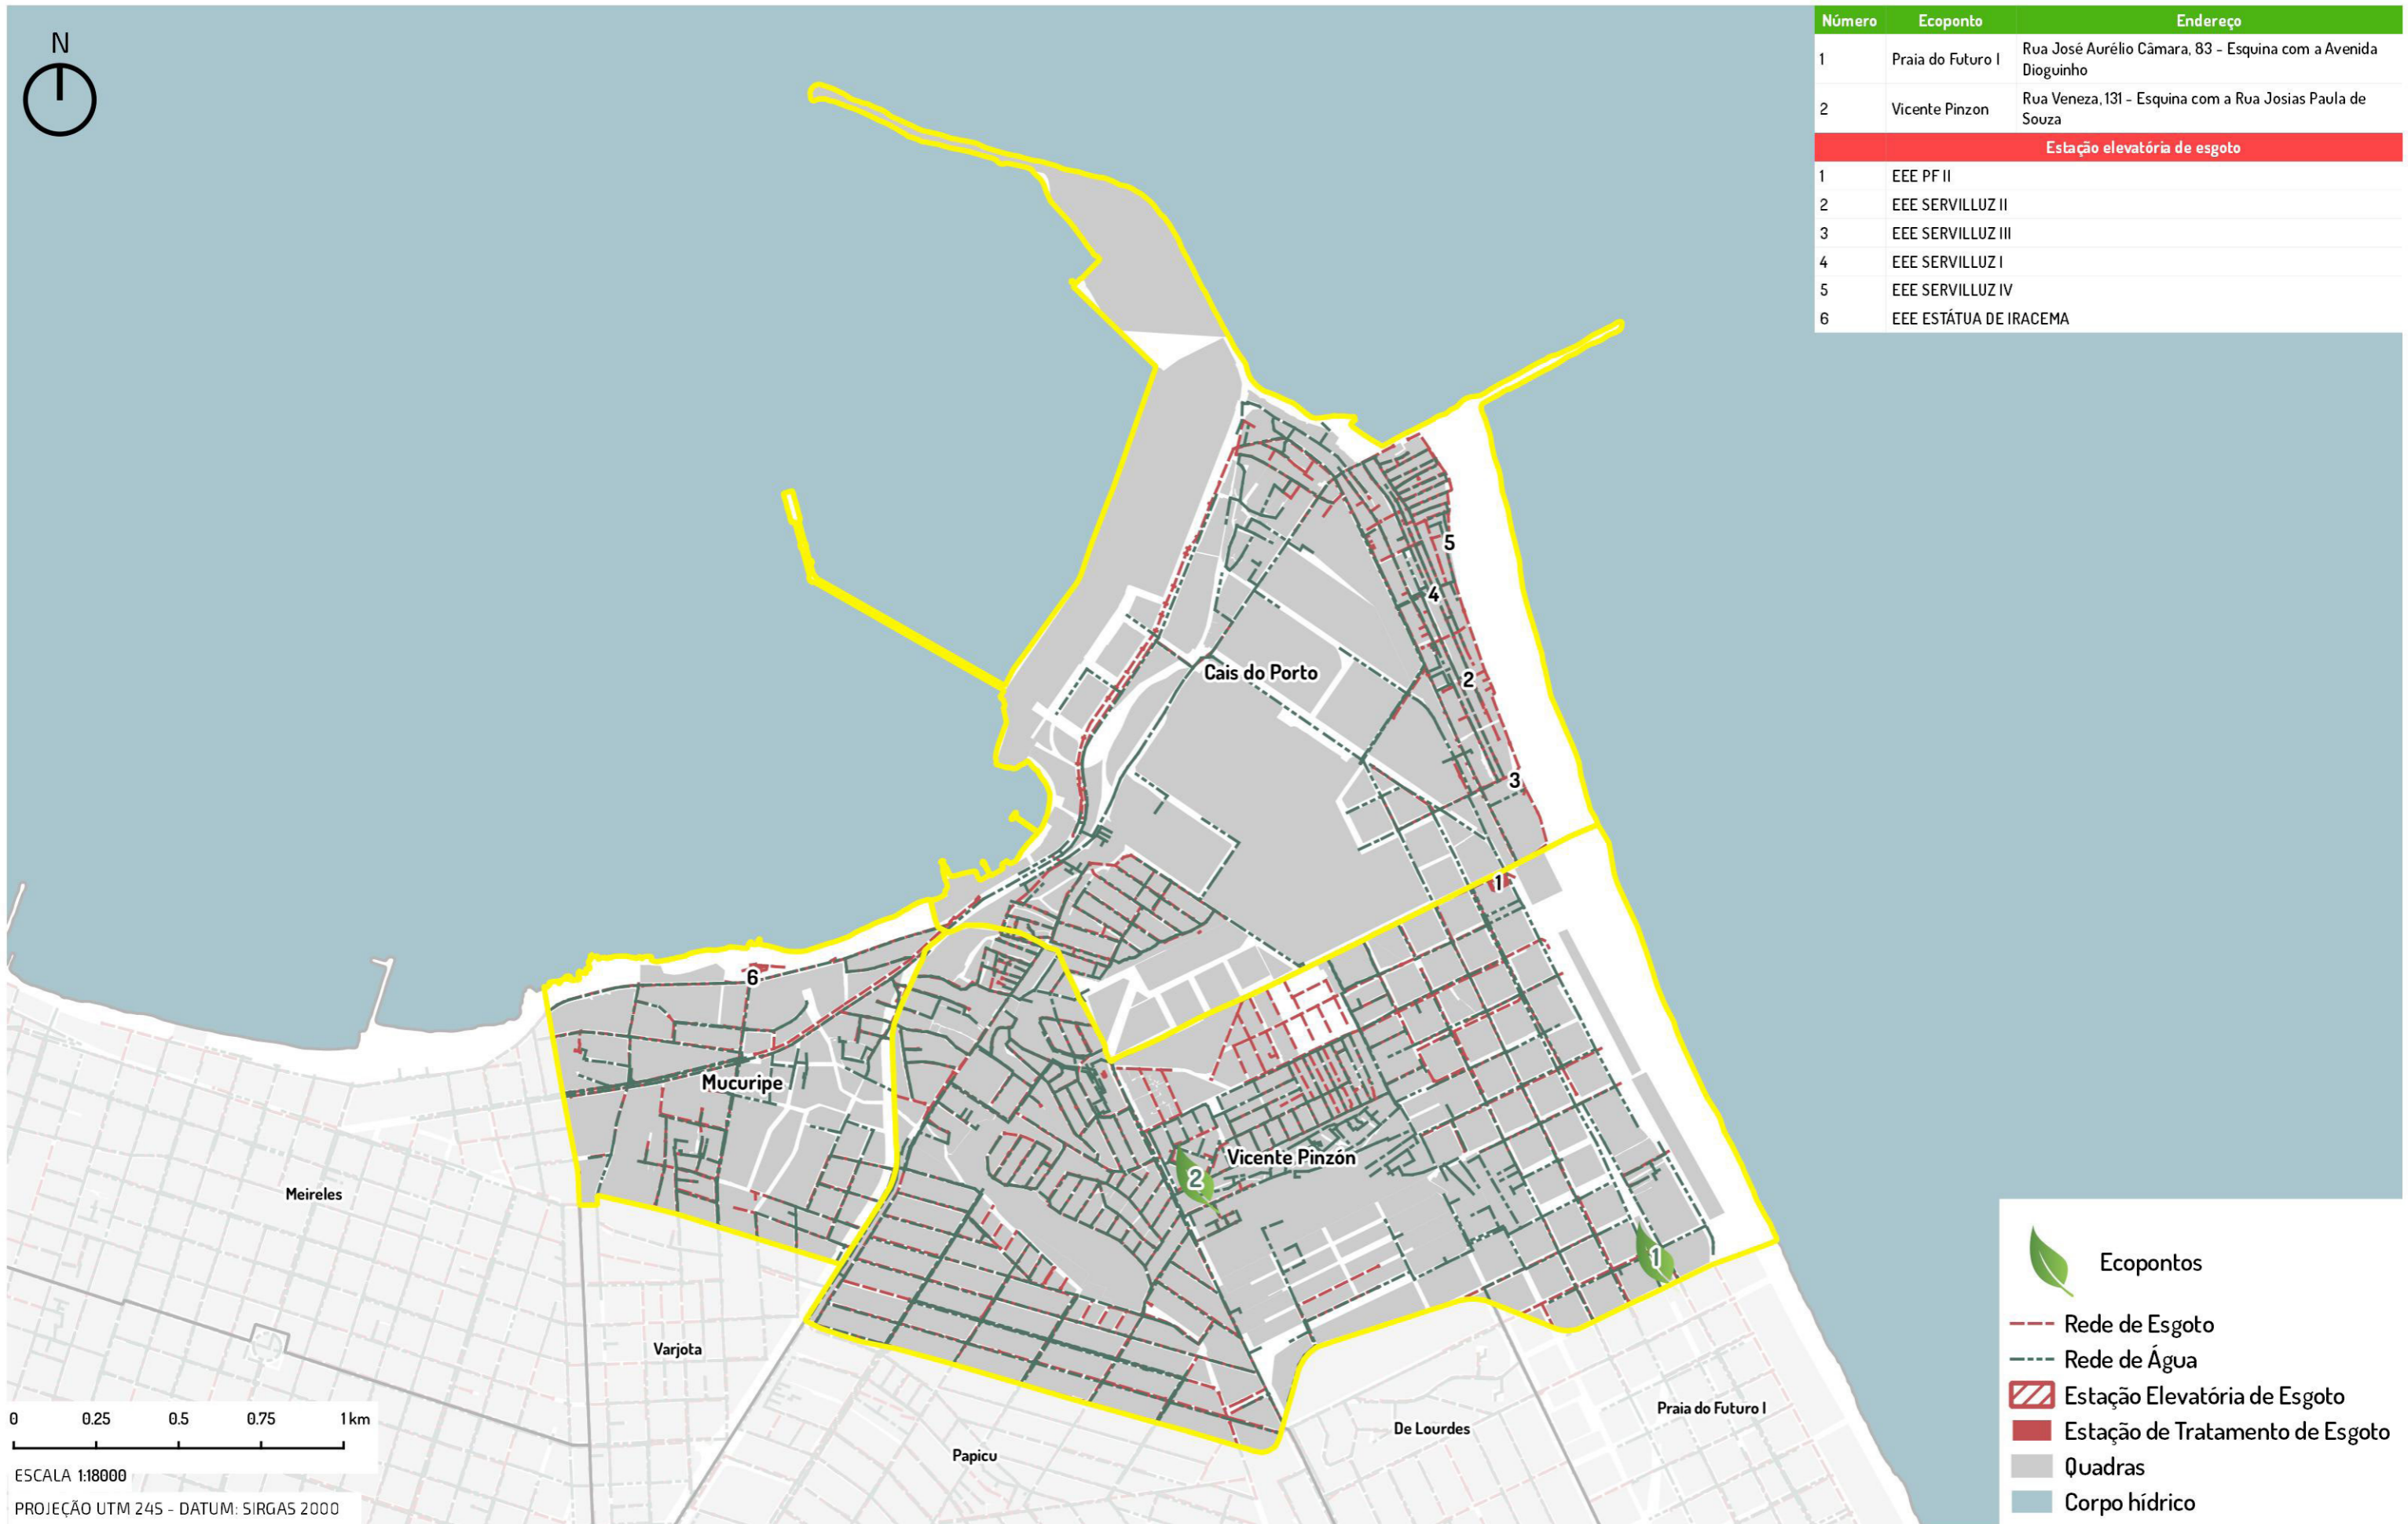 N
Número Ecoponto Endereço
1 Praia do Futuro I Rua José Aurélio Câmara, 83 - Esquina com a Avenida
Dioguinho
2 Vicente Pinzon Rua Veneza, 131 - Esquina com a Rua Josias Paula de
Souza
Estação elevatória de esgoto
1 EEE PF II
2 EEE SERVILLUZ II
3 EEE SERVILLUZ III
4 EEE SERVILLUZ I
5 EEE SERVILLUZ IV
6 EEE ESTÁTUA DE IRACEMA
5
4
Cais do Porto
2
3
1
6
Mucuripe
Vicente Pinzón
2
Meireles
1
Varjota
Praia do Futuro I
De Lourdes
Papicu
Ecopontos
Rede de Esgoto
Rede de Água
Estação Elevatória de Esgoto
Estação de Tratamento de Esgoto
Quadras
Corpo hídrico
0 0.25 0.5 0.75 1 km
ESCALA 1:18000
PROJEÇÃO UTM 24S - DATUM: SIRGAS 2000